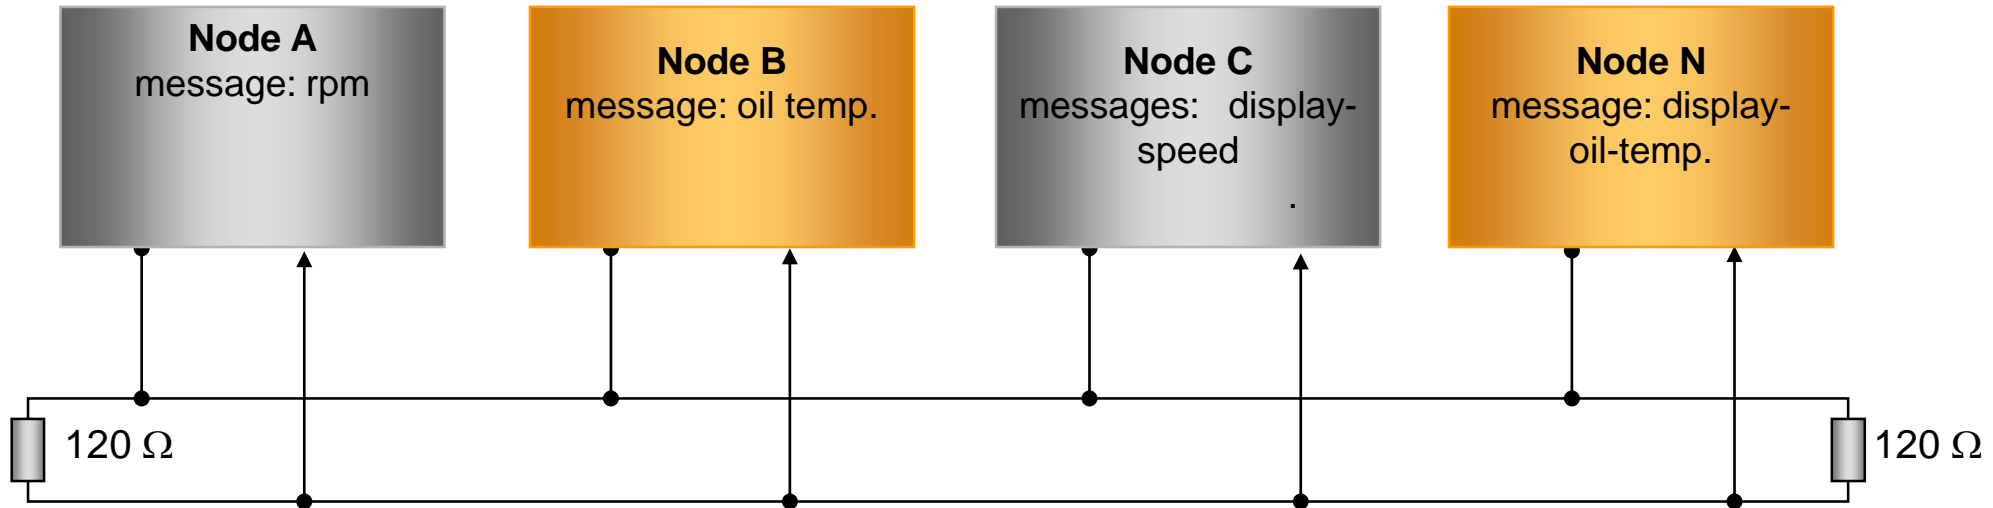 Node A
message: rpm
Node B
message: oil temp.
Node C
messages: display-
speed
.
Node N
message: display-
oil-temp.
120 Ω
120 Ω